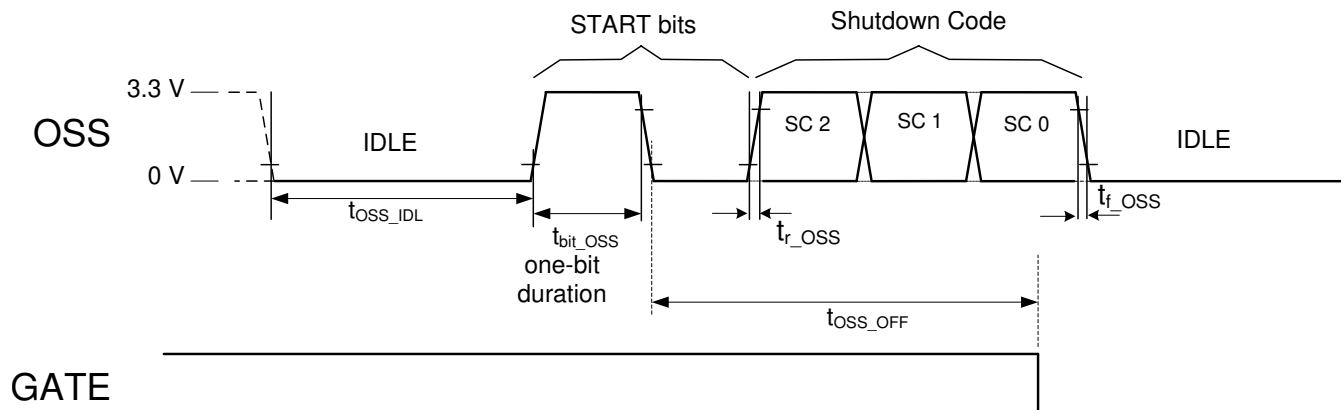 START bits
Shutdown Code
3.3 V
OSS
IDLE
SC 2
SC 1
SC 0
IDLE
0 V
tOSS_IDL
tbit_OSS
one-bit
duration
tr_OSS
tf_OSS
tOSS_OFF
GATE